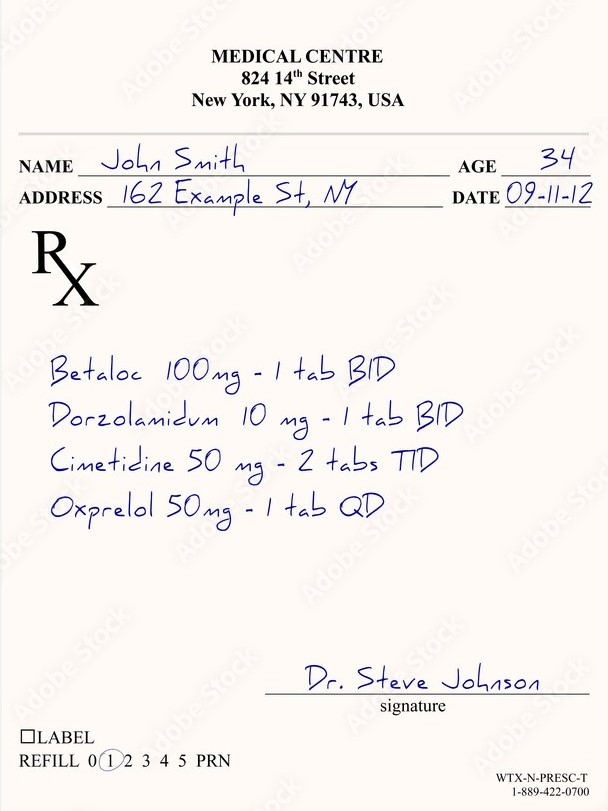 MEDICAL CENTRE
824 14th Street
New York, NY 91743, USA
NAME John Smith AGE 34
ADDRESS 162 Example St, NY DATE 09-11-12
Rx
Betaloc 100mg - 1 tab BID
Dorzolamidum 10 mg - 1 tab BID
Cimetidine 50 mg - 2 tabs TID
Oxprelol 50mg - 1 tab QD
Dr. Steve Johnson
signature
LABEL
REFILL 0 1 2 3 4 5 PRN
WTX-N-PRESC-T
1-889-422-0700
Adobe Stock